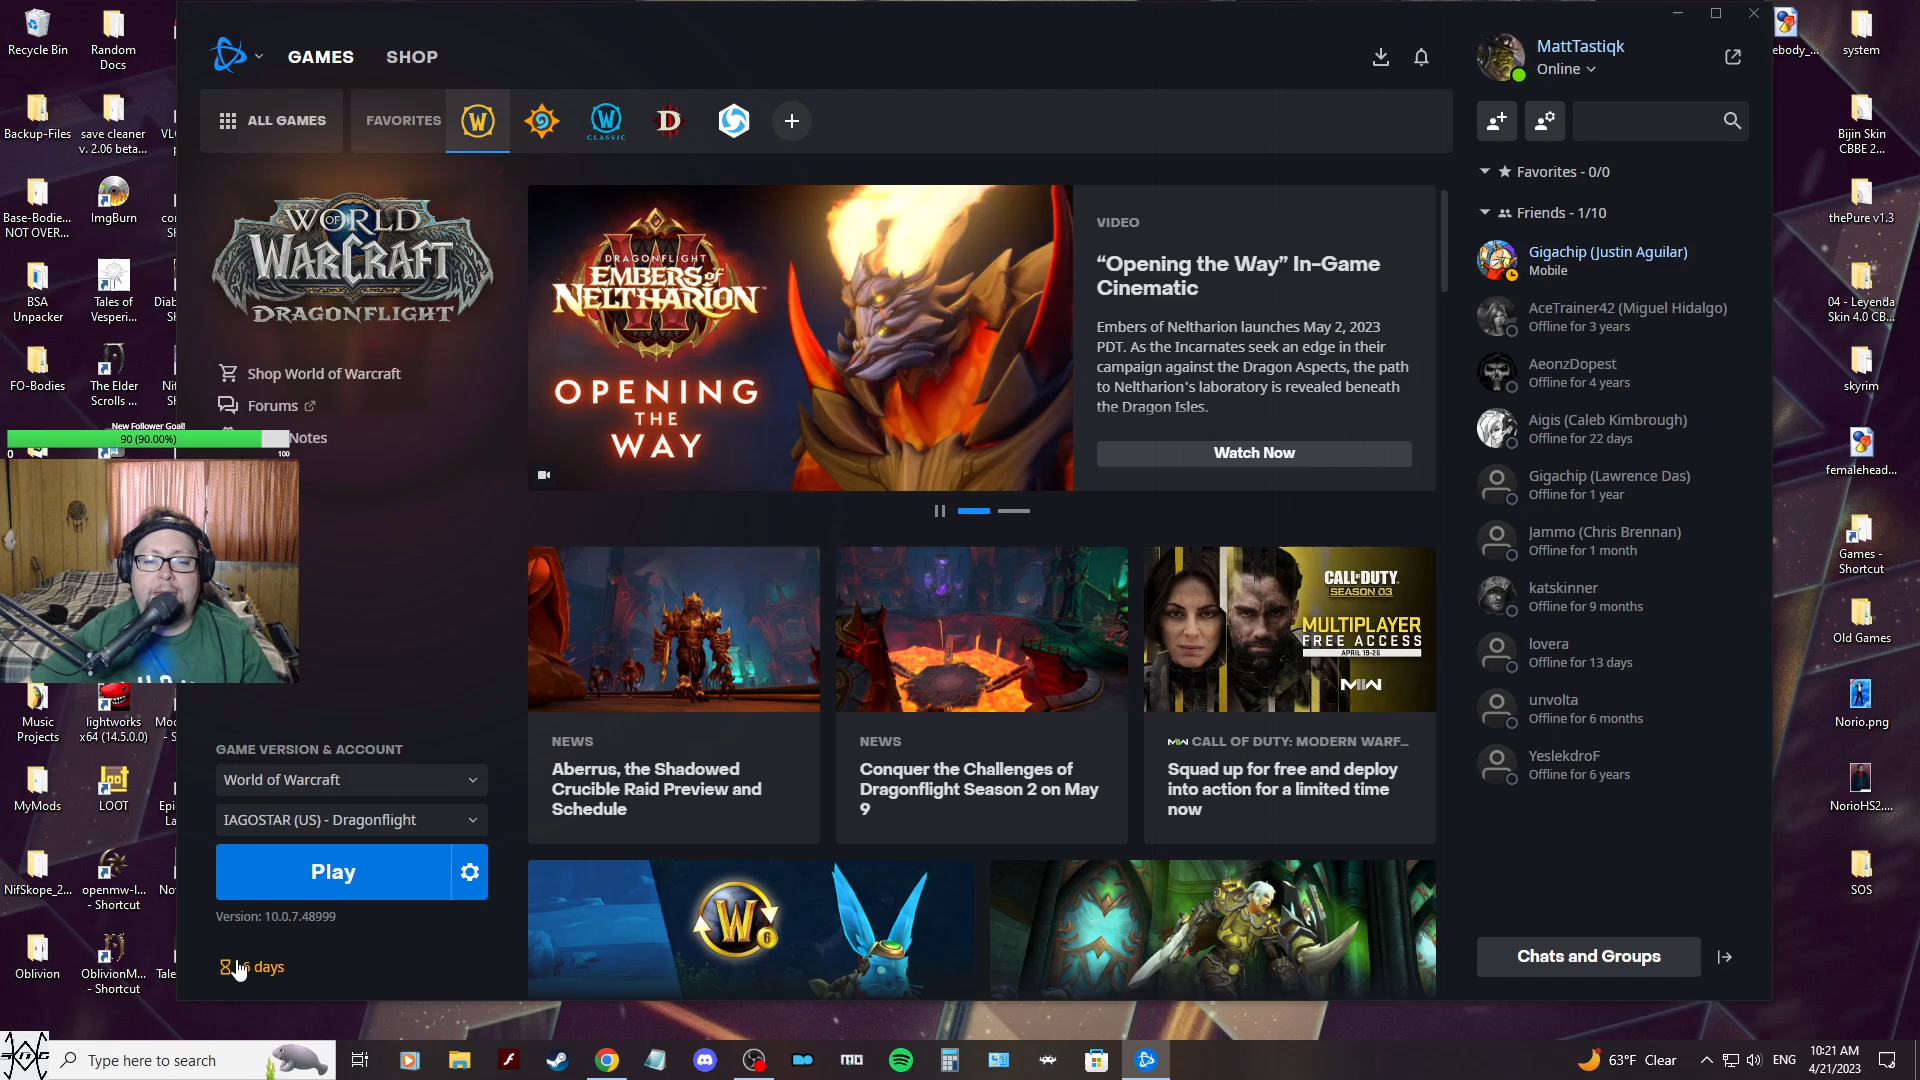 Recycle Bin
Random
Docs
Backup-Files
save cleaner
v. 2.06 beta...
Base-Bodie...
NOT OVER...
ImgBurn
BSA
Unpacker
Tales of
Vesperi...
FO-Bodies
The Elder
Scrolls ...
New Follower Goal!
90 (90.00%)
0
100
Music
Projects
lightworks
x64 (14.5.0.0)
MyMods
LOOT
NifSkope_2...
openmw-l...
- Shortcut
Oblivion
OblivionM...
- Shortcut
GAMES
SHOP
ALL GAMES
FAVORITES
CLASSIC
WORLD
OF
WARCRAFT
DRAGONFLIGHT
Shop World of Warcraft
Forums
Notes
GAME VERSION & ACCOUNT
World of Warcraft
IAGOSTAR (US) - Dragonflight
Play
Version: 10.0.7.48999
6 days
DRAGONFLIGHT
EMBERS of
NELTHARION
OPENING
THE
WAY
VIDEO
“Opening the Way” In-Game
Cinematic
Embers of Neltharion launches May 2, 2023
PDT. As the Incarnates seek an edge in their
campaign against the Dragon Aspects, the path
to Neltharion's laboratory is revealed beneath
the Dragon Isles.
Watch Now
NEWS
Aberrus, the Shadowed
Crucible Raid Preview and
Schedule
NEWS
Conquer the Challenges of
Dragonflight Season 2 on May
9
CALL OF DUTY
SEASON 03
MULTIPLAYER
FREE ACCESS
APRIL 19-26
MWII
CALL OF DUTY: MODERN WARF...
Squad up for free and deploy
into action for a limited time
now
W
6
MattTastiqk
Online
Favorites - 0/0
Friends - 1/10
Gigachip (Justin Aguilar)
Mobile
AceTrainer42 (Miguel Hidalgo)
Offline for 3 years
AeonzDopest
Offline for 4 years
Aigis (Caleb Kimbrough)
Offline for 22 days
Gigachip (Lawrence Das)
Offline for 1 year
Jammo (Chris Brennan)
Offline for 1 month
katskinner
Offline for 9 months
lovera
Offline for 13 days
unvolta
Offline for 6 months
YeslekdroF
Offline for 6 years
Chats and Groups
ebody_...
system
Bijin Skin
CBBE 2...
thePure v1.3
04 - Leyenda
Skin 4.0 CB...
skyrim
femalehead...
Games -
Shortcut
Old Games
Norio.png
NorioHS2....
SOS
Type here to search
63°F Clear
ENG
10:21 AM
4/21/2023